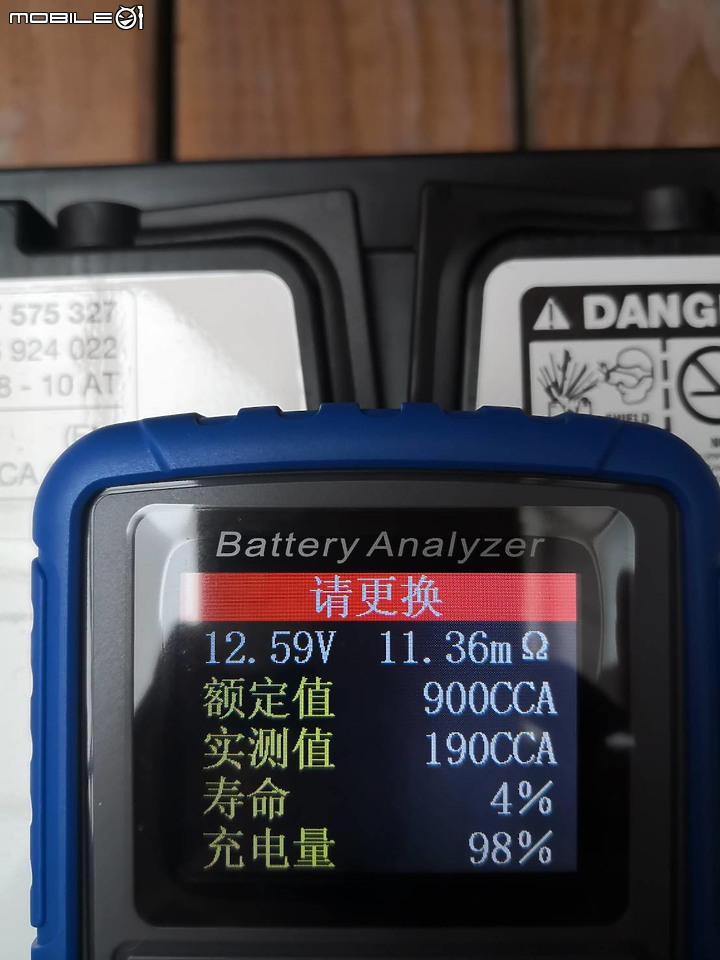 MOBILE01
575 327
924 022
8 - 10 AT
CA
DANG
SHIELD
Battery Analyzer
请更换
12.59V 11.36mΩ
额定值 900CCA
实测值 190CCA
寿命 4%
充电量 98%